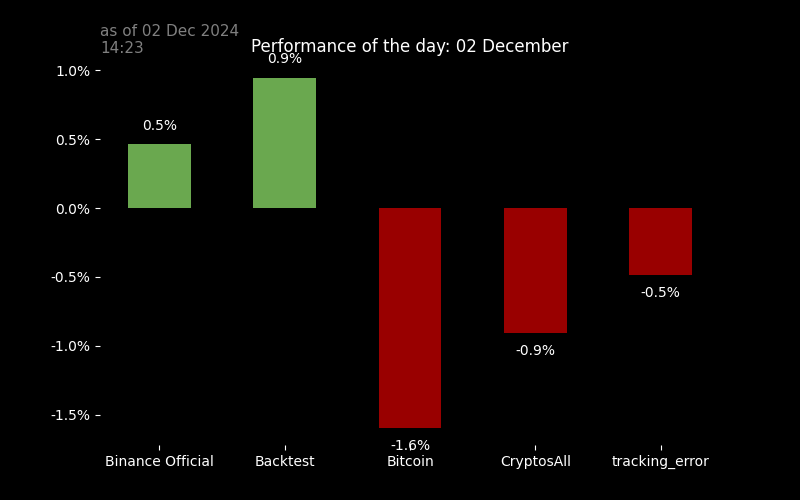 as of 02 Dec 2024
14:23
Performance of the day: 02 December
1.0%
0.5%
0.0%
-0.5%
-1.0%
-1.5%
0.5%
0.9%
-1.6%
-0.9%
-0.5%
Binance Official
Backtest
Bitcoin
CryptosAll
tracking_error